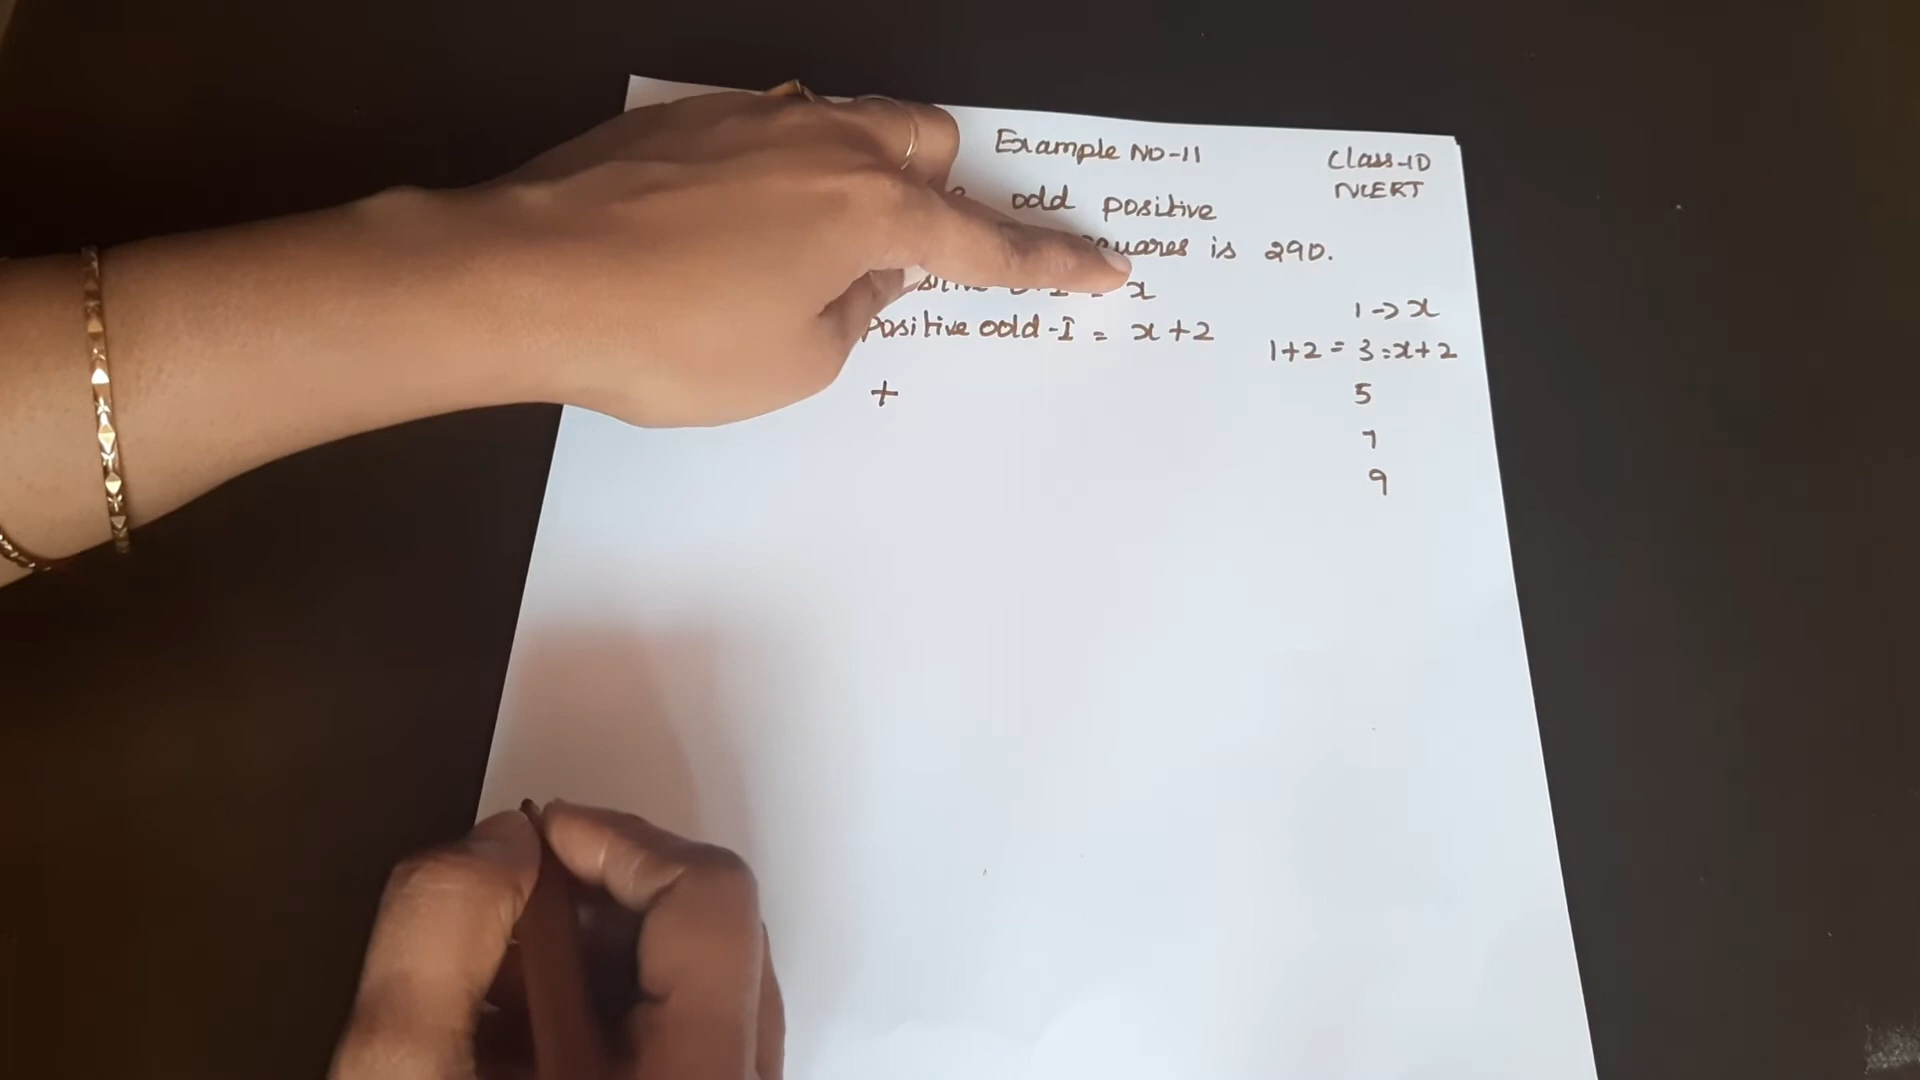 Example NO-11
Class-10
NCERT
odd positive
squares is 290.
= x
1 -> x
Positive odd-I = x+2
1+2 = 3 = x+2
+
5
7
9